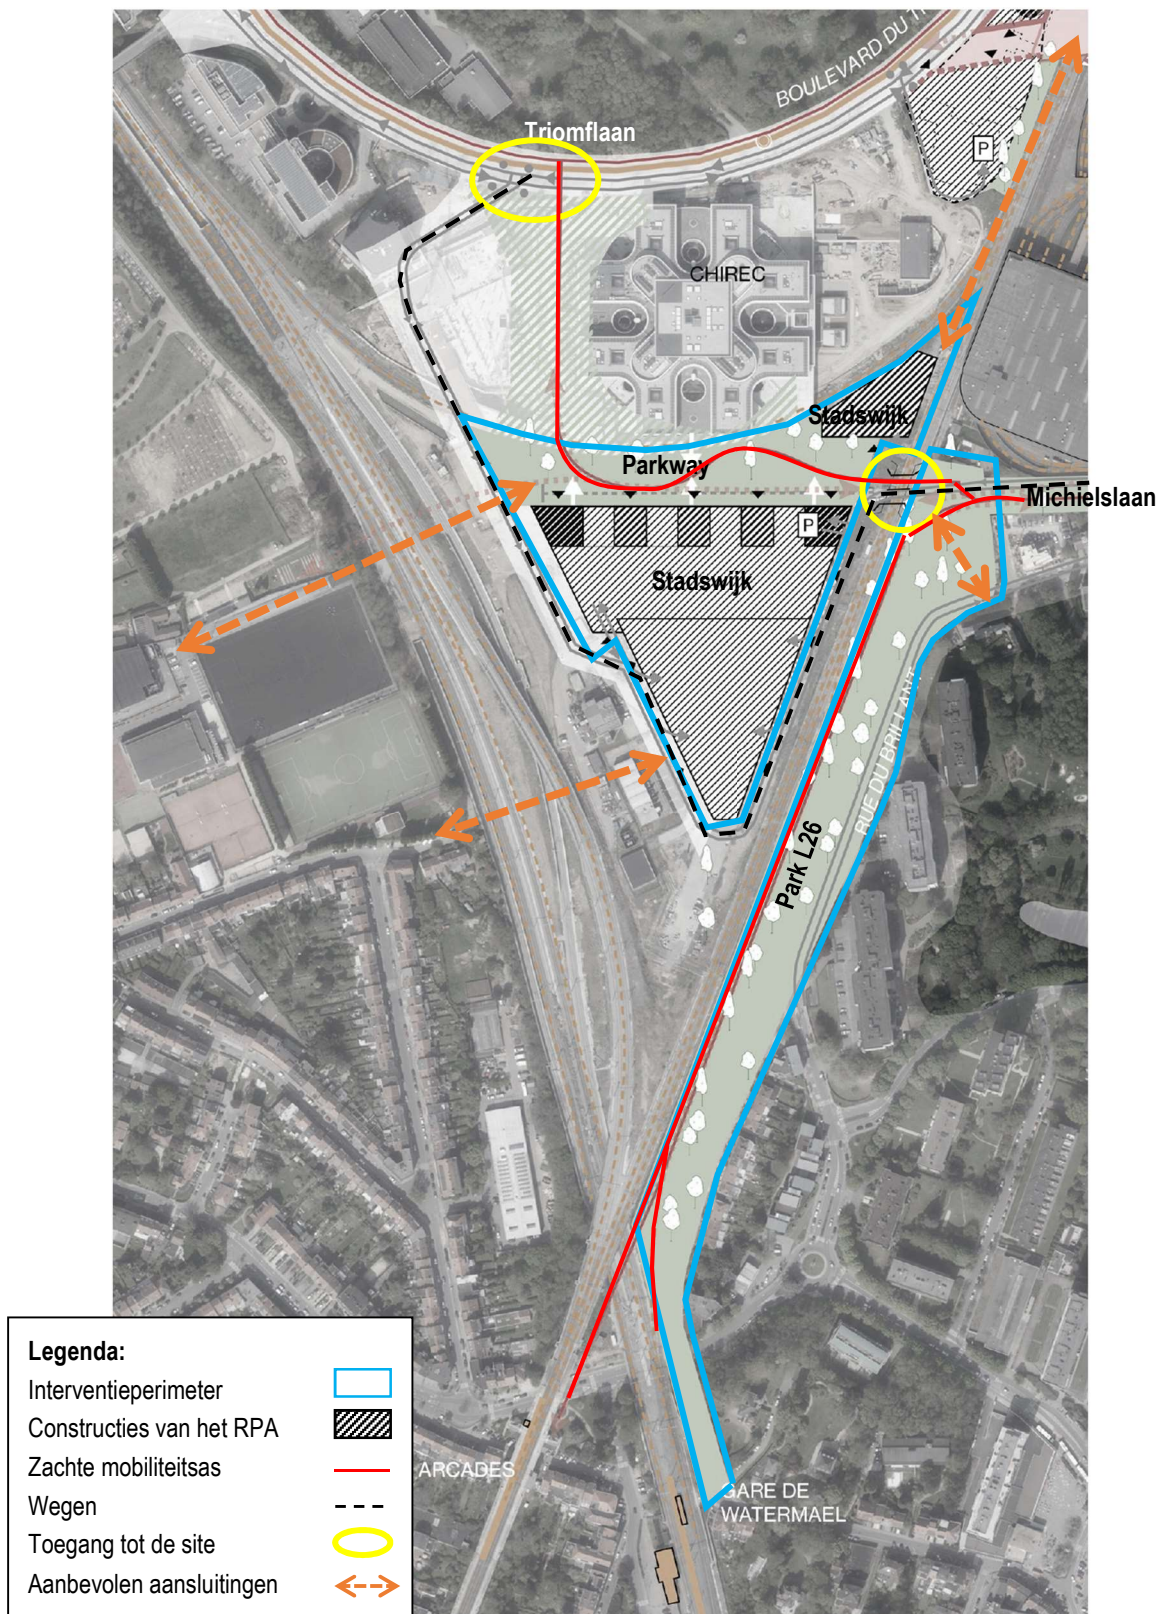 BOULEVARD DU TI
Triomflaan
P
CHIREC
Stadswijk
Parkway
Michielslaan
P
Stadswijk
RUE DU BRILLANT
Park L26
Legenda:
Interventieperimeter
Constructies van het RPA
Zachte mobiliteitsas
Wegen
Toegang tot de site
Aanbevolen aansluitingen
ARCADES
GARE DE
WATERMAEL